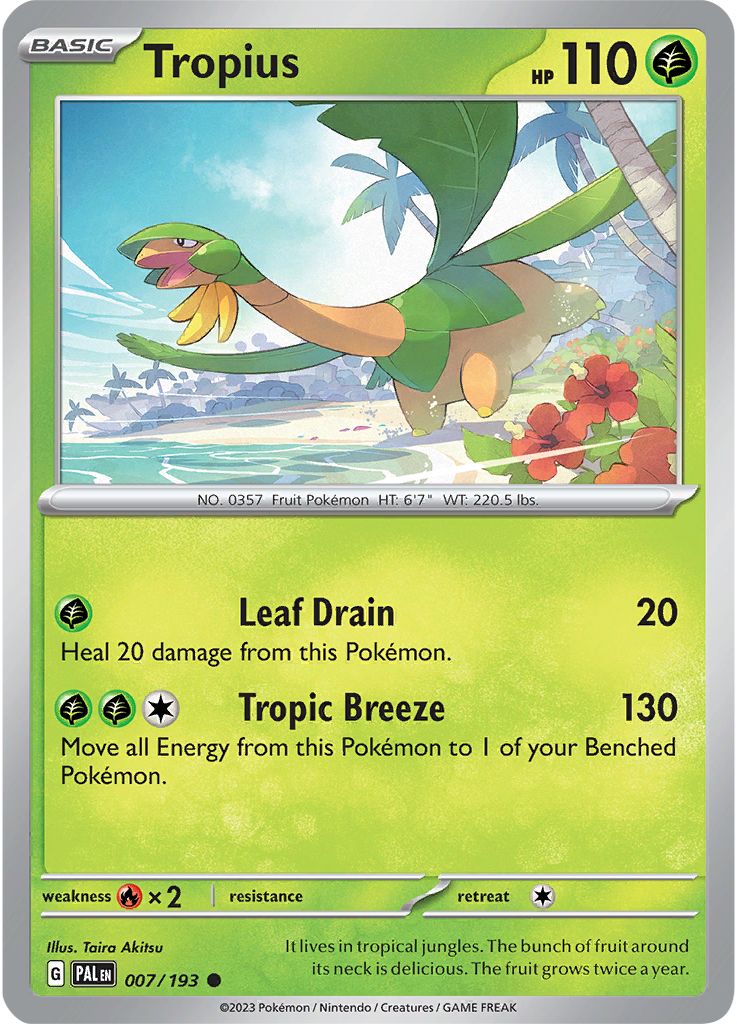 BASIC
Tropius
HP 110
NO. 0357 Fruit Pokémon HT: 6'7" WT: 220.5 lbs.
Leaf Drain 20
Heal 20 damage from this Pokémon.
Tropic Breeze 130
Move all Energy from this Pokémon to 1 of your Benched
Pokémon.
weakness ×2 resistance retreat
Illus. Taira Akitsu
G PAL EN 007/193
It lives in tropical jungles. The bunch of fruit around
its neck is delicious. The fruit grows twice a year.
©2023 Pokémon / Nintendo / Creatures / GAME FREAK